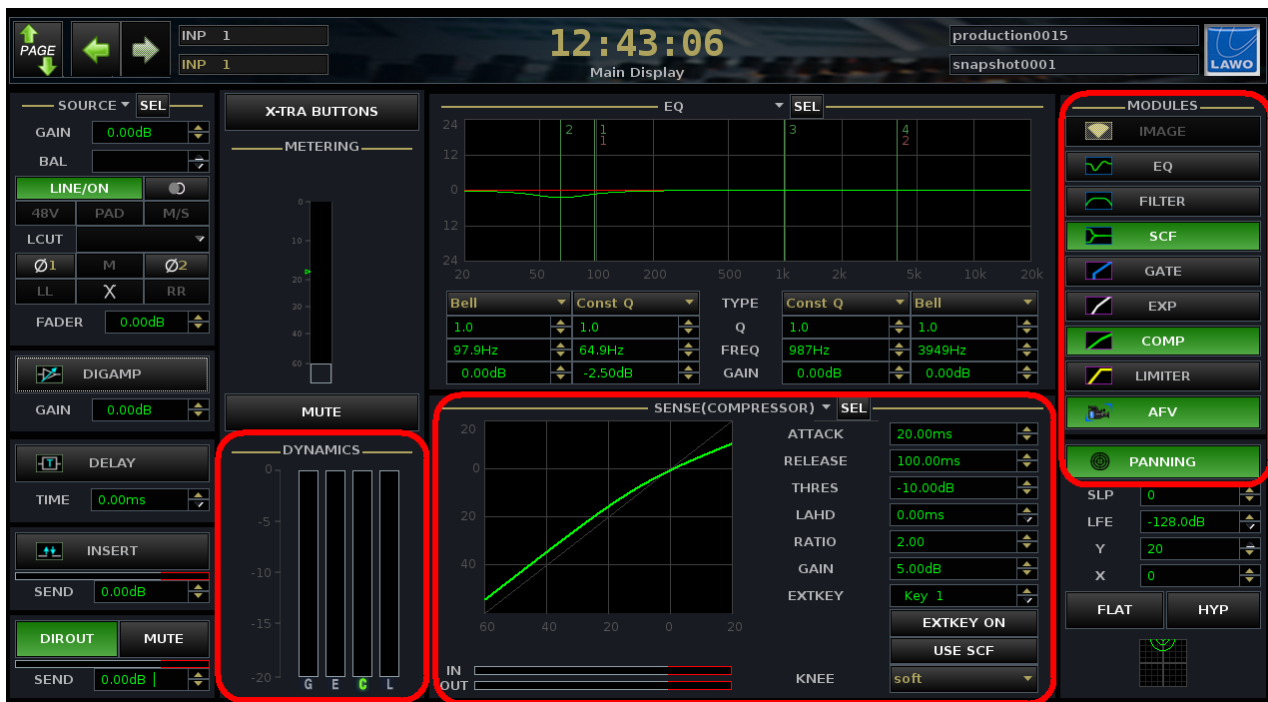 PAGE
INP 1
INP 1
12:43:06
Main Display
production0015
snapshot0001
LAWO
SOURCE SEL
GAIN 0.00dB
BAL
LINE/ON
48V PAD M/S
LCUT
Ø1 M Ø2
LL X RR
FADER 0.00dB
DIGAMP
GAIN 0.00dB
DELAY
TIME 0.00ms
INSERT
SEND 0.00dB
DIROUT MUTE
SEND 0.00dB
X-TRA BUTTONS
METERING
0
10
20
30
40
60
MUTE
DYNAMICS
0
-5
-10
-15
-20
G E C L
EQ SEL
24 2 1 3 4
1 2
12
0
12
24
20 50 100 200 500 1k 2k 5k 10k 20k
Bell Const Q TYPE Const Q Bell
1.0 1.0 Q 1.0 1.0
97.9Hz 64.9Hz FREQ 987Hz 3949Hz
0.00dB -2.50dB GAIN 0.00dB 0.00dB
SENSE(COMPRESSOR) SEL
20
0
20
40
60 40 20 0 20
IN
OUT
ATTACK 20.00ms
RELEASE 100.00ms
THRES -10.00dB
LAHD 0.00ms
RATIO 2.00
GAIN 5.00dB
EXTKEY Key 1
EXTKEY ON
USE SCF
KNEE soft
MODULES
IMAGE
EQ
FILTER
SCF
GATE
EXP
COMP
LIMITER
AFV
PANNING
SLP 0
LFE -128.0dB
Y 20
X 0
FLAT HYP